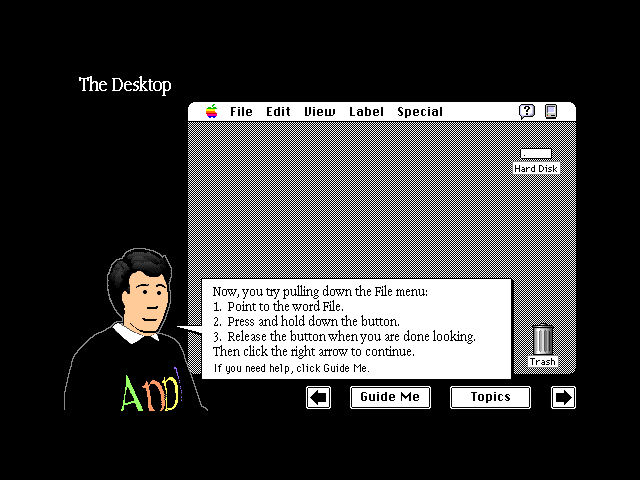 The Desktop
File Edit View Label Special
?
Hard Disk
Now, you try pulling down the File menu:
1. Point to the word File.
2. Press and hold down the button.
3. Release the button when you are done looking.
Then click the right arrow to continue.
If you need help, click Guide Me.
Trash
App
Guide Me
Topics